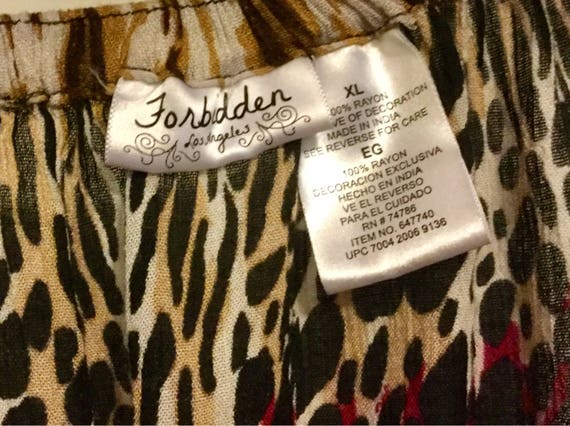 Forbidden
Los Angeles
XL
100% RAYON
VE OF DECORATION
MADE IN INDIA
SEE REVERSE FOR CARE
EG
100% RAYON
DECORACION EXCLUSIVA
HECHO EN INDIA
VE EL REVERSO
PARA EL CUIDADO
RN # 74786
ITEM NO. 647740
UPC 7004 2006 9136